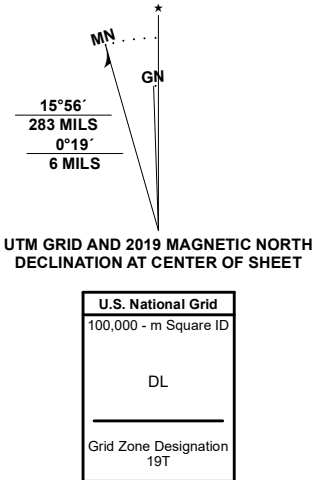 ★
MN
GN
15°56´
283 MILS
0°19´
6 MILS
UTM GRID AND 2019 MAGNETIC NORTH
DECLINATION AT CENTER OF SHEET
U.S. National Grid
100,000 - m Square ID
DL
Grid Zone Designation
19T